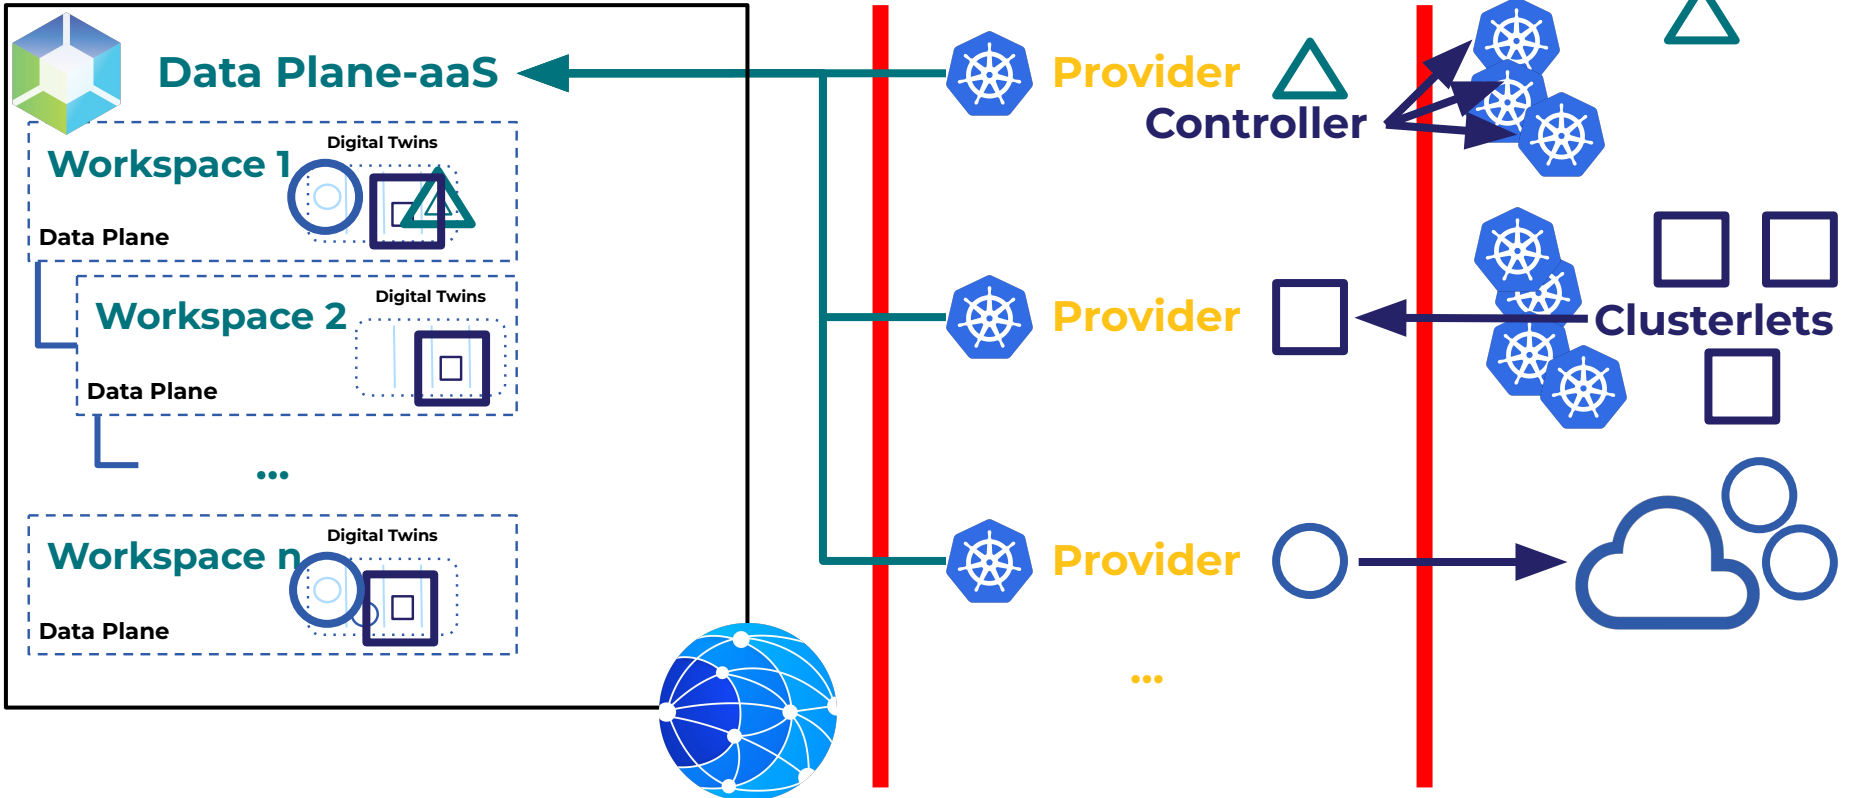 Data Plane-aaS
Workspace 1
Digital Twins
Data Plane
Workspace 2
Digital Twins
Data Plane
...
Workspace n
Digital Twins
Data Plane
Provider
Controller
Provider
Clusterlets
Provider
...